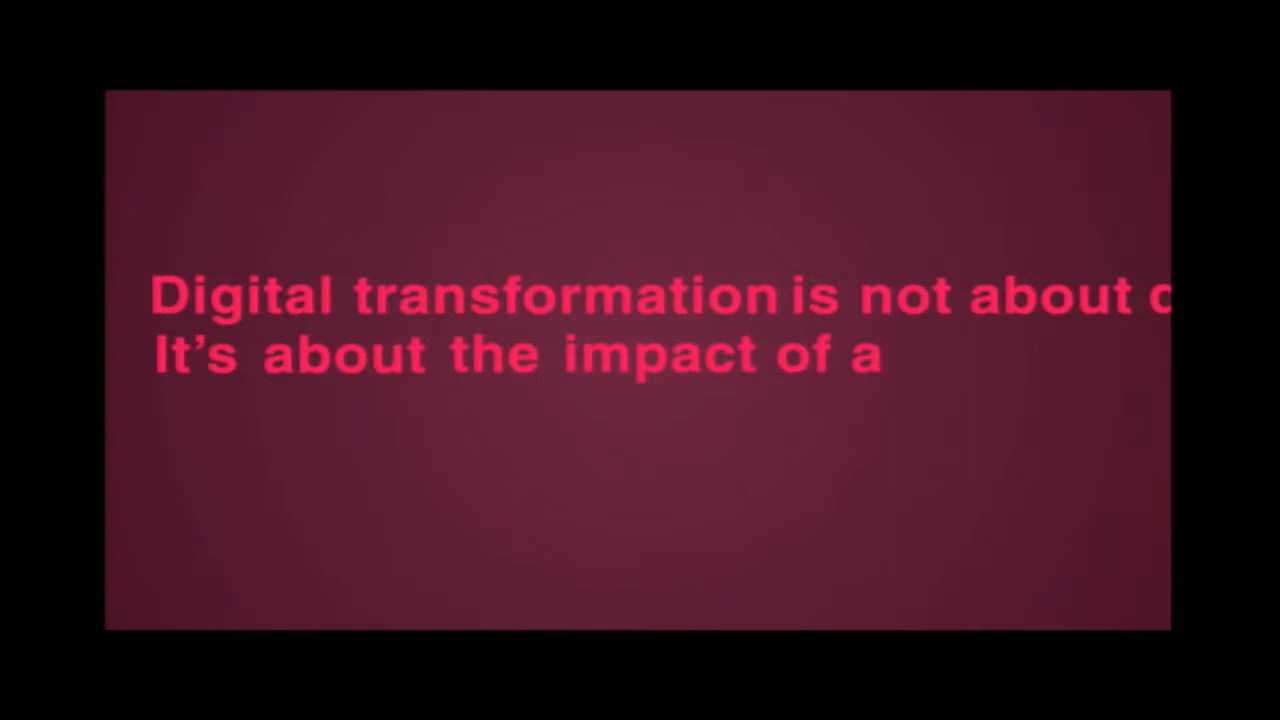 Digital transformation is not about
It’s about the impact of a